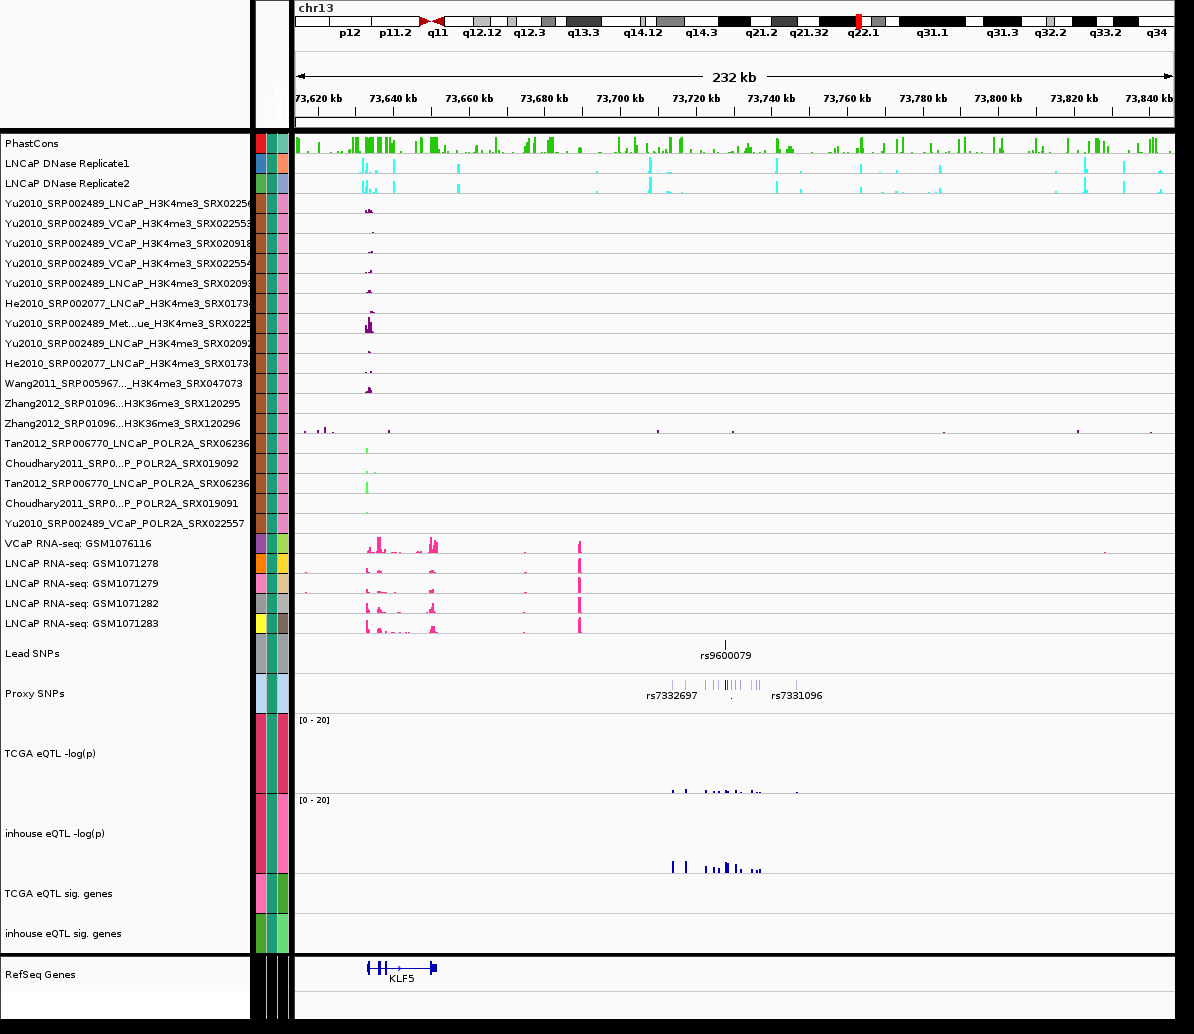 chr13
p12 p11.2 q11 q12.12 q12.3 q13.3 q14.12 q14.3 q21.2 q21.32 q22.1 q31.1 q31.3 q32.2 q33.2 q34
232 kb
73,620 kb 73,640 kb 73,660 kb 73,680 kb 73,700 kb 73,720 kb 73,740 kb 73,760 kb 73,780 kb 73,800 kb 73,820 kb 73,840 kb
PhastCons
LNCaP DNase Replicate1
LNCaP DNase Replicate2
Yu2010_SRP002489_LNCaP_H3K4me3_SRX02256
Yu2010_SRP002489_VCaP_H3K4me3_SRX022553
Yu2010_SRP002489_VCaP_H3K4me3_SRX020918
Yu2010_SRP002489_VCaP_H3K4me3_SRX022554
Yu2010_SRP002489_LNCaP_H3K4me3_SRX02093
He2010_SRP002077_LNCaP_H3K4me3_SRX01734
Yu2010_SRP002489_Met...ue_H3K4me3_SRX0225
Yu2010_SRP002489_LNCaP_H3K4me3_SRX02092
He2010_SRP002077_LNCaP_H3K4me3_SRX01734
Wang2011_SRP005967..._H3K4me3_SRX047073
Zhang2012_SRP01096...H3K36me3_SRX120295
Zhang2012_SRP01096...H3K36me3_SRX120296
Tan2012_SRP006770_LNCaP_POLR2A_SRX06236
Choudhary2011_SRP0...P_POLR2A_SRX019092
Tan2012_SRP006770_LNCaP_POLR2A_SRX06236
Choudhary2011_SRP0...P_POLR2A_SRX019091
Yu2010_SRP002489_VCaP_POLR2A_SRX022557
VCaP RNA-seq: GSM1076116
LNCaP RNA-seq: GSM1071278
LNCaP RNA-seq: GSM1071279
LNCaP RNA-seq: GSM1071282
LNCaP RNA-seq: GSM1071283
Lead SNPs
rs9600079
Proxy SNPs
rs7332697 . rs7331096
[0 - 20]
TCGA eQTL -log(p)
[0 - 20]
inhouse eQTL -log(p)
TCGA eQTL sig. genes
inhouse eQTL sig. genes
RefSeq Genes
KLF5